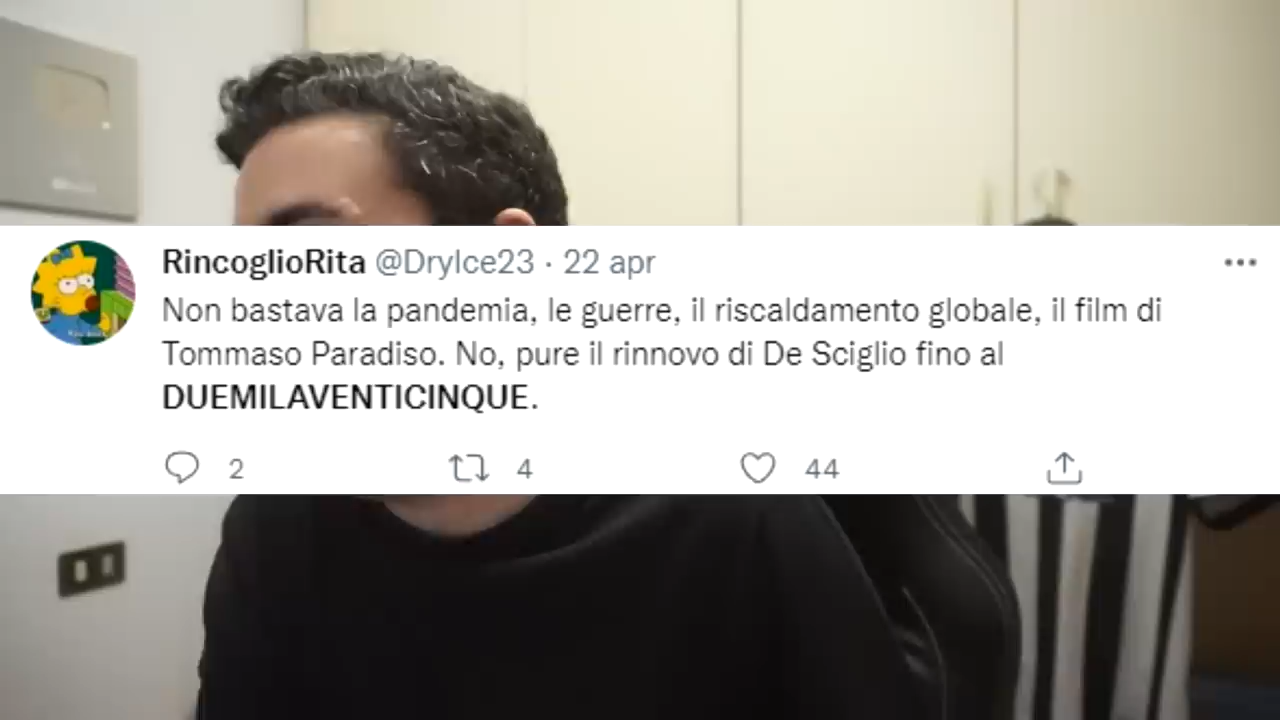 RincoglioRita @DryIce23 · 22 apr
Non bastava la pandemia, le guerre, il riscaldamento globale, il film di
Tommaso Paradiso. No, pure il rinnovo di De Sciglio fino al
DUEMILAVENTICINQUE.
2 4 44